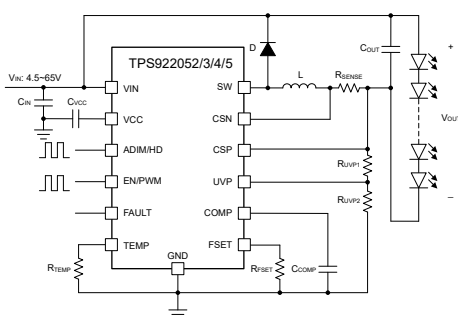 D
COUT
TPS922052/3/4/5
L
RSENSE
+
VIN: 4.5~65V
VIN
SW
CIN
CVCC
VCC
CSN
VOUT
ADIM/HD
CSP
RUVP1
EN/PWM
UVP
RUVP2
–
FAULT
COMP
TEMP
GND
FSET
RTEMP
RFSET
CCOMP